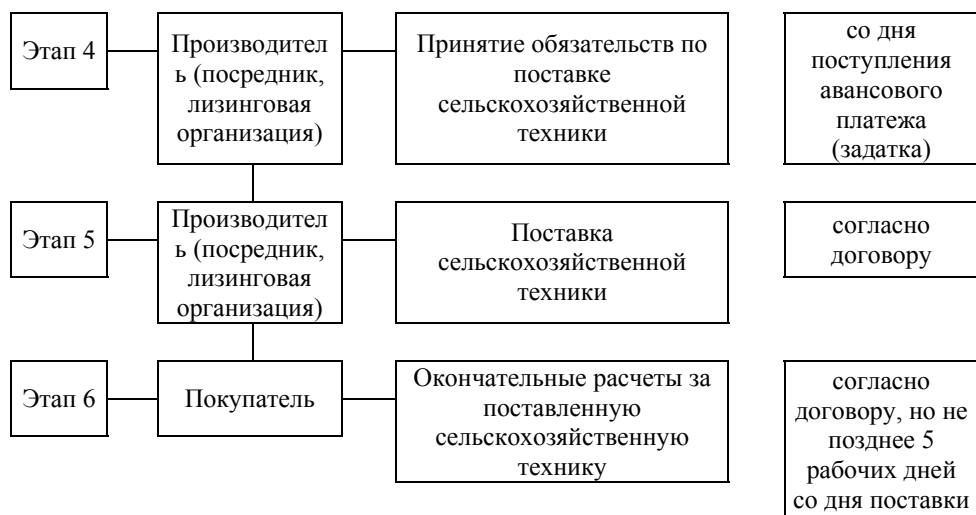 Этап 4
Производител
ь (посредник,
лизинговая
организация)
Принятие обязательств по
поставке
сельскохозяйственной
техники
со дня
поступления
авансового
платежа
(задатка)
Этап 5
Производител
ь (посредник,
лизинговая
организация)
Поставка
сельскохозяйственной
техники
согласно
договору
Этап 6
Покупатель
Окончательные расчеты за
поставленную
сельскохозяйственную
технику
согласно
договору, но не
позднее 5
рабочих дней
со дня поставки